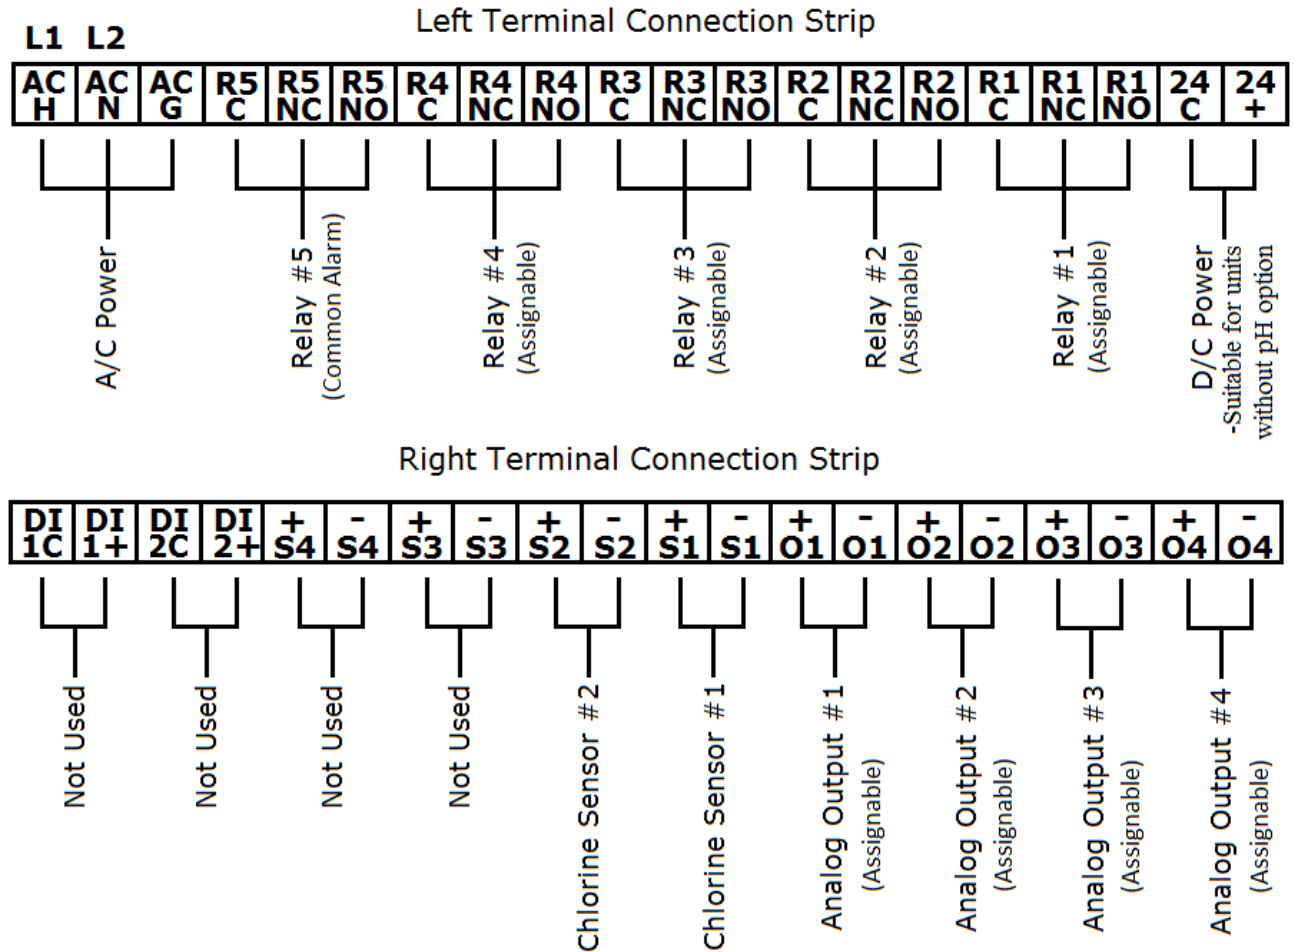 Left Terminal Connection Strip
L1 L2
AC H AC N AC G R5 C R5 NC R5 NO R4 C R4 NC R4 NO R3 C R3 NC R3 NO R2 C R2 NC R2 NO R1 C R1 NC R1 NO 24 C 24 +
A/C Power
Relay #5
(Common Alarm)
Relay #4
(Assignable)
Relay #3
(Assignable)
Relay #2
(Assignable)
Relay #1
(Assignable)
D/C Power
-Suitable for units
without pH option
Right Terminal Connection Strip
DI 1C DI 1+ DI 2C DI 2+ + S4 - S4 + S3 - S3 + S2 - S2 + S1 - S1 + O1 - O1 + O2 - O2 + O3 - O3 + O4 - O4
Not Used
Not Used
Not Used
Not Used
Chlorine Sensor #2
Chlorine Sensor #1
Analog Output #1
(Assignable)
Analog Output #2
(Assignable)
Analog Output #3
(Assignable)
Analog Output #4
(Assignable)